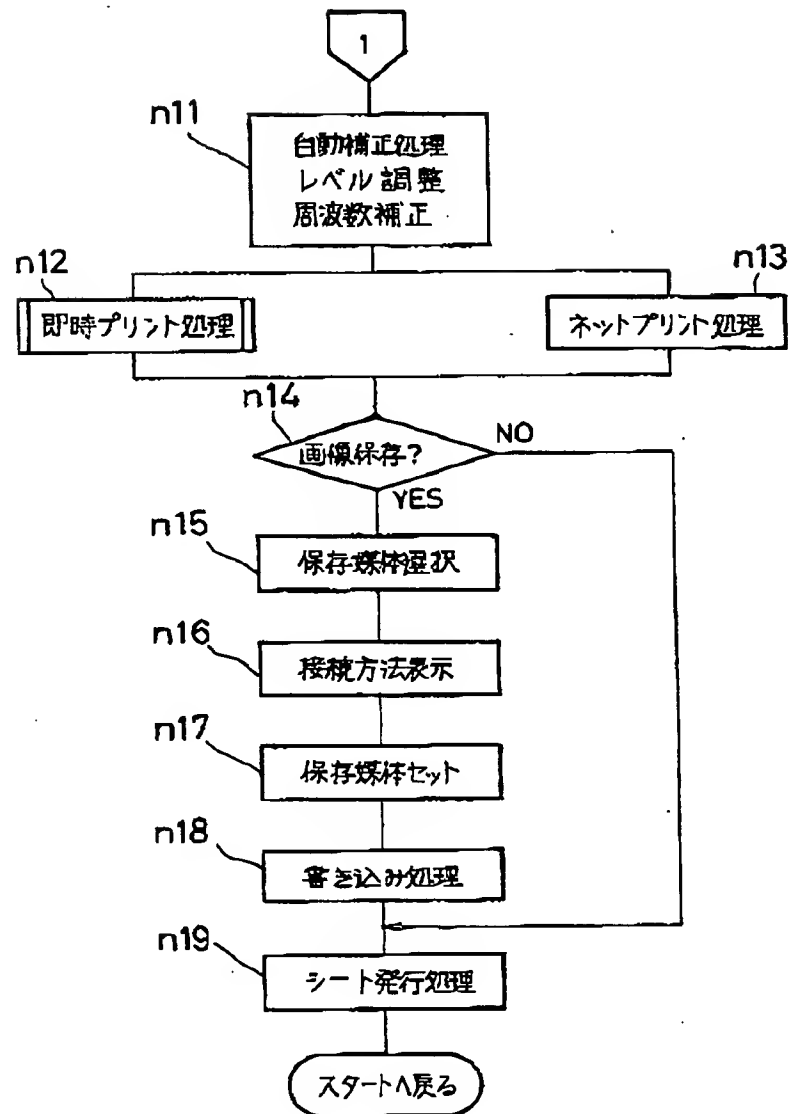 1
n11
自動補正処理
レベル調整
周波数補正
n12
n13
即時プリント処理
ネットプリント処理
n14
画像保存?
NO
YES
n15
保存媒体選択
n16
接続方法表示
n17
保存媒体セット
n18
書き込み処理
n19
シート発行処理
スタートへ戻る